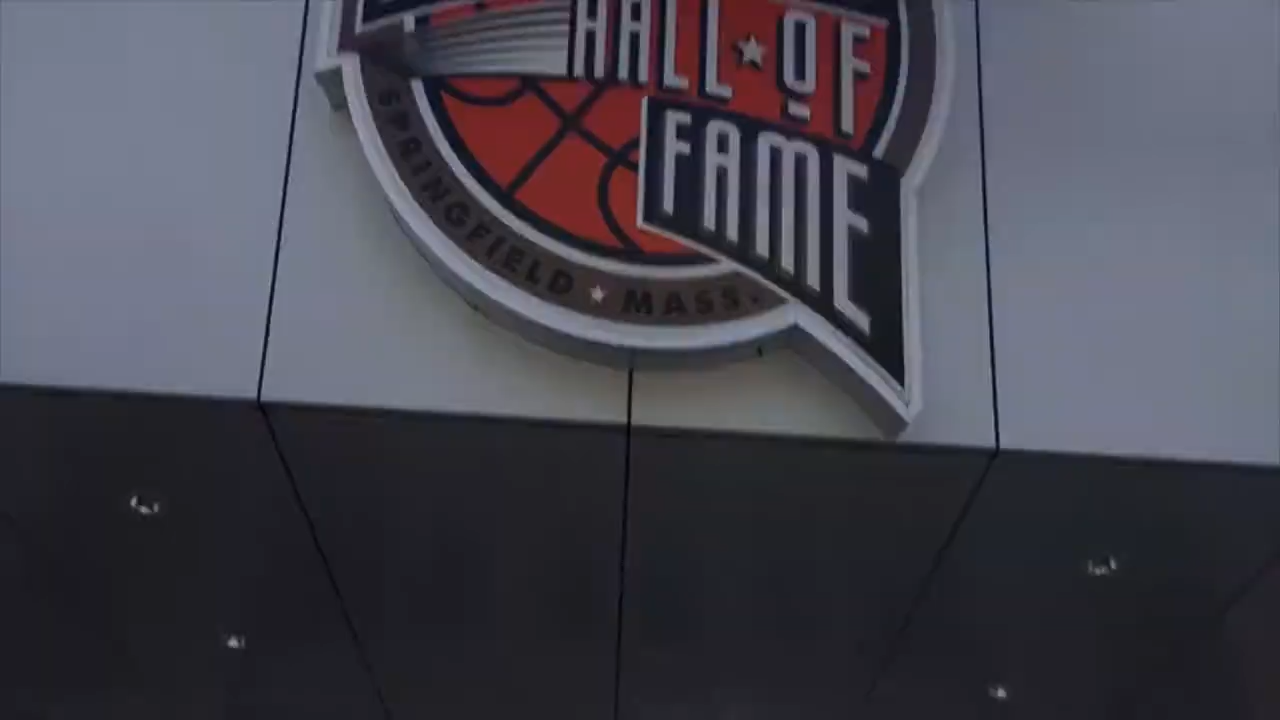 HALL ★ OF
FAME
SPRINGFIELD ★ MASS.